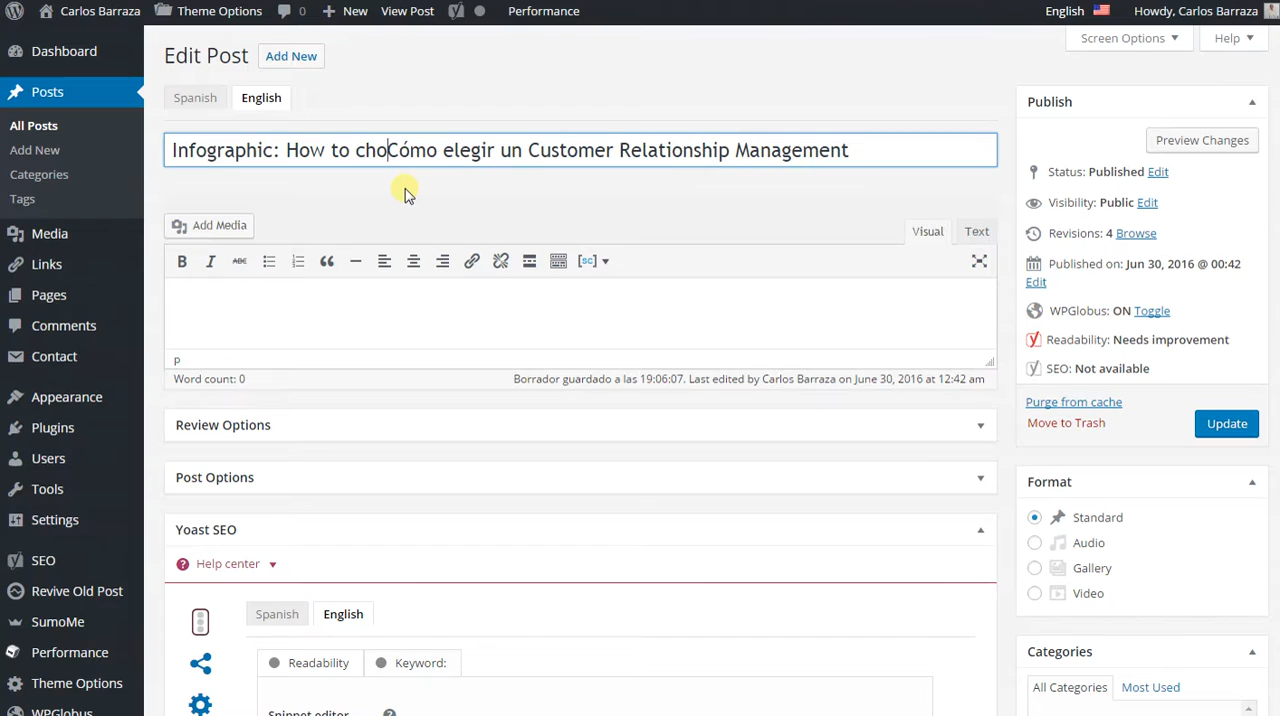 Carlos Barraza Theme Options 0 + New View Post Performance English Howdy, Carlos Barraza
Dashboard
Posts
All Posts
Add New
Categories
Tags
Media
Links
Pages
Comments
Contact
Appearance
Plugins
Users
Tools
Settings
SEO
Revive Old Post
SumoMe
Performance
Theme Options
WPGlobus
Screen Options Help
Edit Post Add New
Spanish English
Infographic: How to choCómo elegir un Customer Relationship Management
Add Media
Visual Text
B I ABC [sc]
p
Word count: 0 Borrador guardado a las 19:06:07. Last edited by Carlos Barraza on June 30, 2016 at 12:42 am
Review Options
Post Options
Yoast SEO
Help center
Spanish English
Readability Keyword:
Snippet editor
Publish
Preview Changes
Status: Published Edit
Visibility: Public Edit
Revisions: 4 Browse
Published on: Jun 30, 2016 @ 00:42
Edit
WPGlobus: ON Toggle
Readability: Needs improvement
SEO: Not available
Purge from cache
Move to Trash Update
Format
Standard
Audio
Gallery
Video
Categories
All Categories Most Used